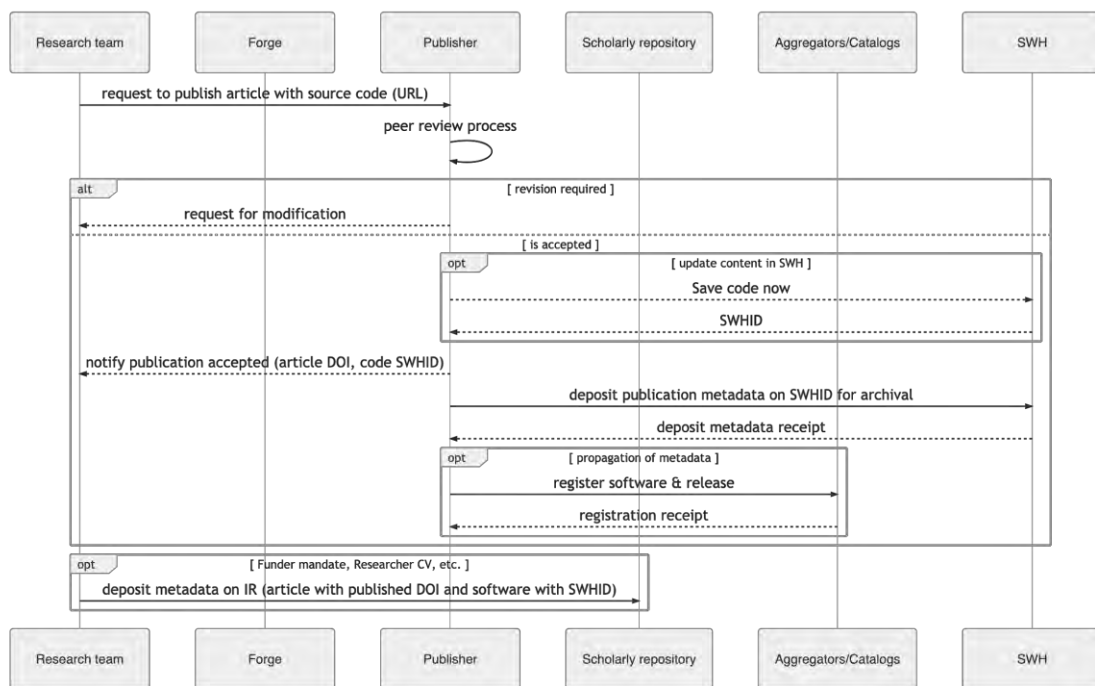 Research team Forge Publisher Scholarly repository Aggregators/Catalogs SWH
request to publish article with source code (URL)
peer review process
alt [ revision required ]
request for modification
[ is accepted ]
opt [ update content in SWH ]
Save code now
SWHID
notify publication accepted (article DOI, code SWHID)
deposit publication metadata on SWHID for archival
deposit metadata receipt
opt [ propagation of metadata ]
register software & release
registration receipt
opt [ Funder mandate, Researcher CV, etc. ]
deposit metadata on IR (article with published DOI and software with SWHID)
Research team Forge Publisher Scholarly repository Aggregators/Catalogs SWH